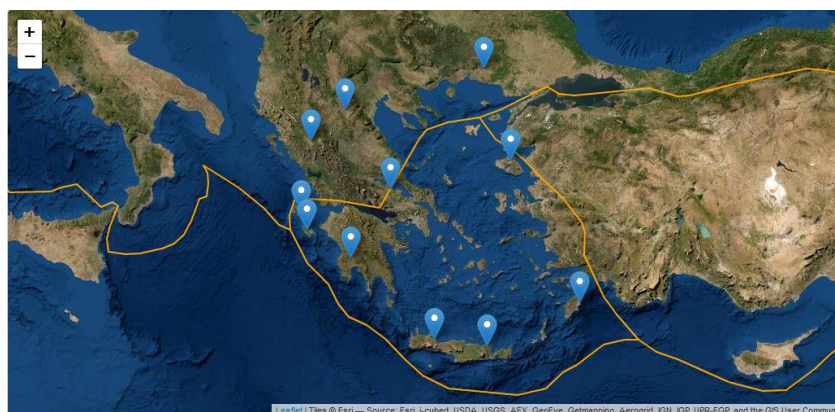 +
−
Leaflet | Tiles © Esri — Source: Esri, i-cubed, USDA, USGS, AEX, GeoEye, Getmapping, Aerogrid, IGN, IGP, UPR-EGP, and the GIS User Commu